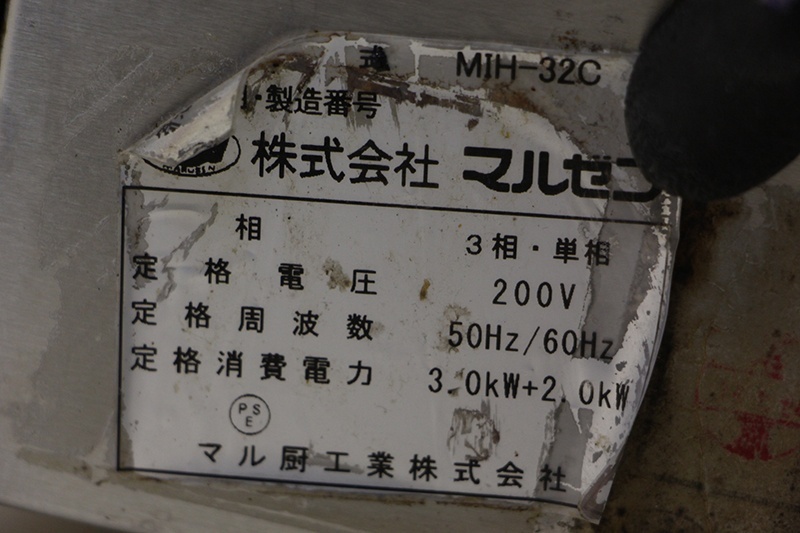 式 MIH-32C
製造番号
株式会社 マルゼン
相 3相・単相
定格電圧 200V
定格周波数 50Hz/60Hz
定格消費電力 3.0kW+2.0kW
PSE
マル厨工業株式会社